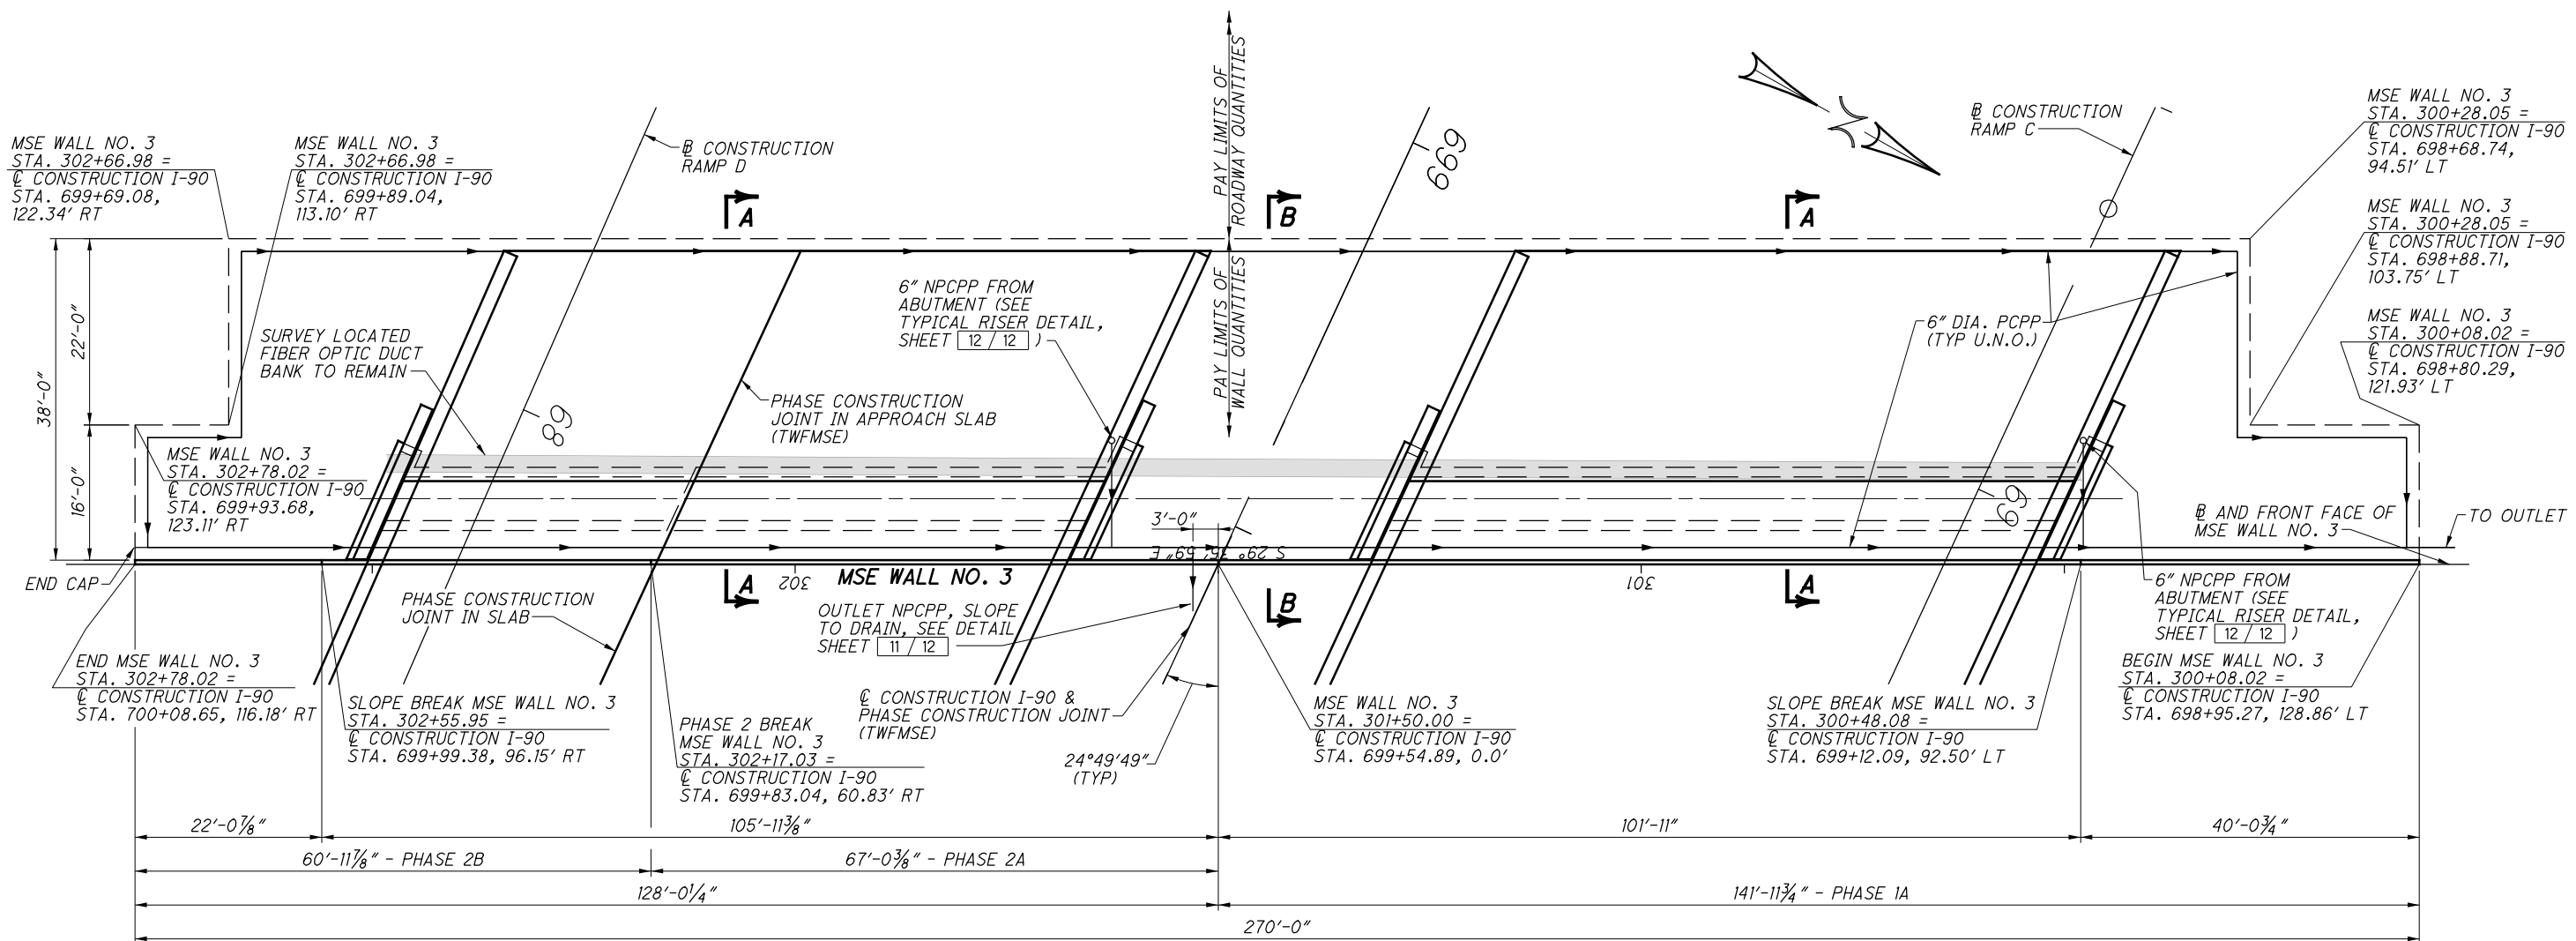 MSE WALL NO. 3
STA. 302+66.98 =
℄ CONSTRUCTION I-90
STA. 699+69.08,
122.34' RT
MSE WALL NO. 3
STA. 302+66.98 =
℄ CONSTRUCTION I-90
STA. 699+89.04,
113.10' RT
BL CONSTRUCTION
RAMP D
PAY LIMITS OF
ROADWAY QUANTITIES
PAY LIMITS OF
WALL QUANTITIES
699
BL CONSTRUCTION
RAMP C
MSE WALL NO. 3
STA. 300+28.05 =
℄ CONSTRUCTION I-90
STA. 698+68.74,
94.51' LT
MSE WALL NO. 3
STA. 300+28.05 =
℄ CONSTRUCTION I-90
STA. 698+88.71,
103.75' LT
MSE WALL NO. 3
STA. 300+08.02 =
℄ CONSTRUCTION I-90
STA. 698+80.29,
121.93' LT
A
B
A
38'-0"
22'-0"
16'-0"
SURVEY LOCATED
FIBER OPTIC DUCT
BANK TO REMAIN
68
PHASE CONSTRUCTION
JOINT IN APPROACH SLAB
(TWFMSE)
6" NPCPP FROM
ABUTMENT (SEE
TYPICAL RISER DETAIL,
SHEET 12 / 12 )
6" DIA. PCPP
(TYP U.N.O.)
MSE WALL NO. 3
STA. 302+78.02 =
℄ CONSTRUCTION I-90
STA. 699+93.68,
123.11' RT
69
BL AND FRONT FACE OF
MSE WALL NO. 3
TO OUTLET
3'-0"
S 29° 35' 59" E
END CAP
A
302
MSE WALL NO. 3
B
301
A
PHASE CONSTRUCTION
JOINT IN SLAB
OUTLET NPCPP, SLOPE
TO DRAIN, SEE DETAIL
SHEET 11 / 12
6" NPCPP FROM
ABUTMENT (SEE
TYPICAL RISER DETAIL,
SHEET 12 / 12 )
END MSE WALL NO. 3
STA. 302+78.02 =
℄ CONSTRUCTION I-90
STA. 700+08.65, 116.18' RT
SLOPE BREAK MSE WALL NO. 3
STA. 302+55.95 =
℄ CONSTRUCTION I-90
STA. 699+99.38, 96.15' RT
PHASE 2 BREAK
MSE WALL NO. 3
STA. 302+17.03 =
℄ CONSTRUCTION I-90
STA. 699+83.04, 60.83' RT
℄ CONSTRUCTION I-90 &
PHASE CONSTRUCTION JOINT
(TWFMSE)
24°49'49"
(TYP)
MSE WALL NO. 3
STA. 301+50.00 =
℄ CONSTRUCTION I-90
STA. 699+54.89, 0.0'
SLOPE BREAK MSE WALL NO. 3
STA. 300+48.08 =
℄ CONSTRUCTION I-90
STA. 699+12.09, 92.50' LT
BEGIN MSE WALL NO. 3
STA. 300+08.02 =
℄ CONSTRUCTION I-90
STA. 698+95.27, 128.86' LT
22'-0⅞"
105'-11⅜"
101'-11"
40'-0¾"
60'-11⅞" - PHASE 2B
67'-0⅜" - PHASE 2A
128'-0¼"
141'-11¾" - PHASE 1A
270'-0"